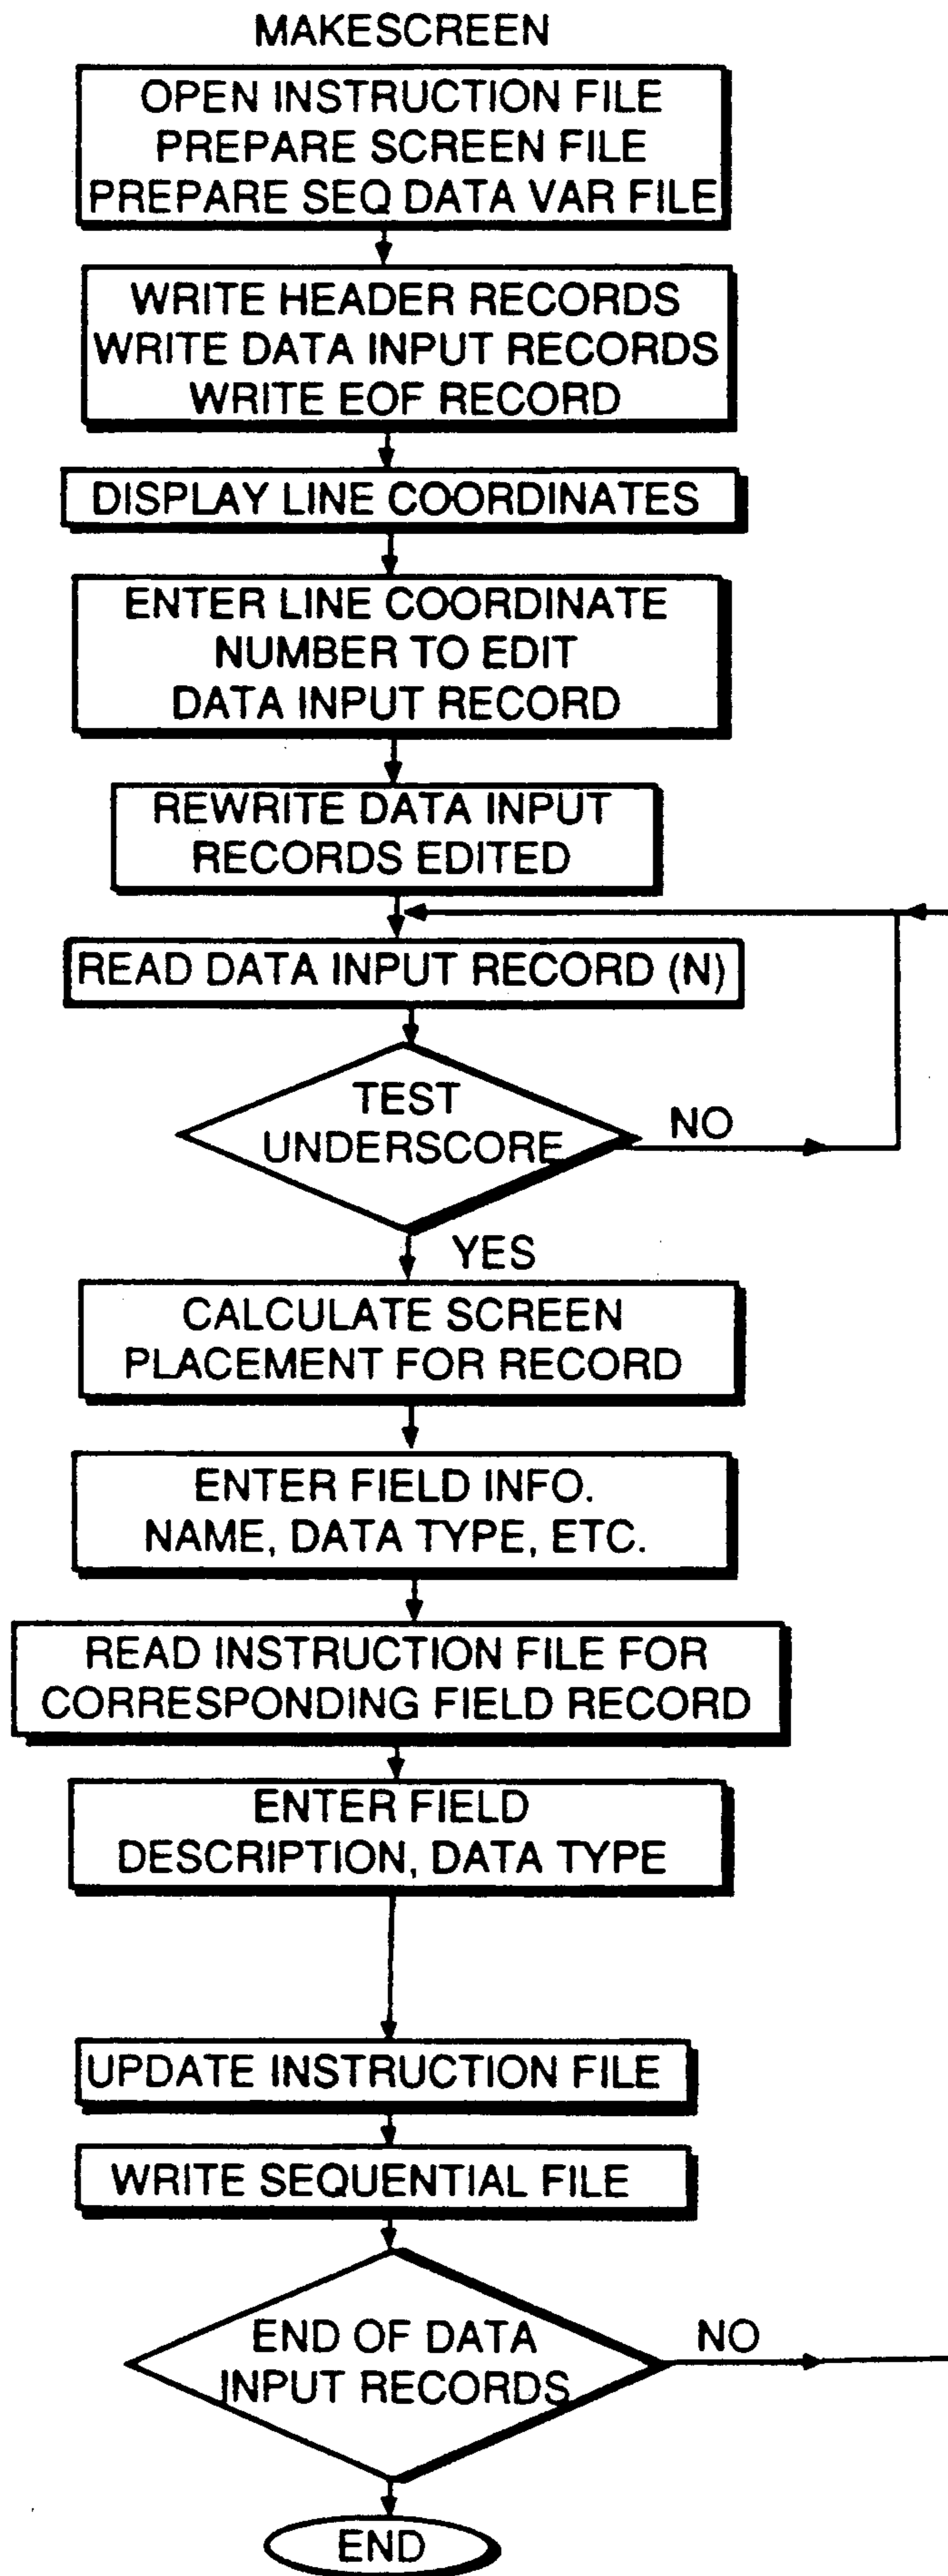 MAKESCREEN
OPEN INSTRUCTION FILE
PREPARE SCREEN FILE
PREPARE SEQ DATA VAR FILE
WRITE HEADER RECORDS
WRITE DATA INPUT RECORDS
WRITE EOF RECORD
DISPLAY LINE COORDINATES
ENTER LINE COORDINATE
NUMBER TO EDIT
DATA INPUT RECORD
REWRITE DATA INPUT
RECORDS EDITED
READ DATA INPUT RECORD (N)
TEST
UNDERSCORE
NO
YES
CALCULATE SCREEN
PLACEMENT FOR RECORD
ENTER FIELD INFO.
NAME, DATA TYPE, ETC.
READ INSTRUCTION FILE FOR
CORRESPONDING FIELD RECORD
ENTER FIELD
DESCRIPTION, DATA TYPE
UPDATE INSTRUCTION FILE
WRITE SEQUENTIAL FILE
END OF DATA
INPUT RECORDS
NO
END